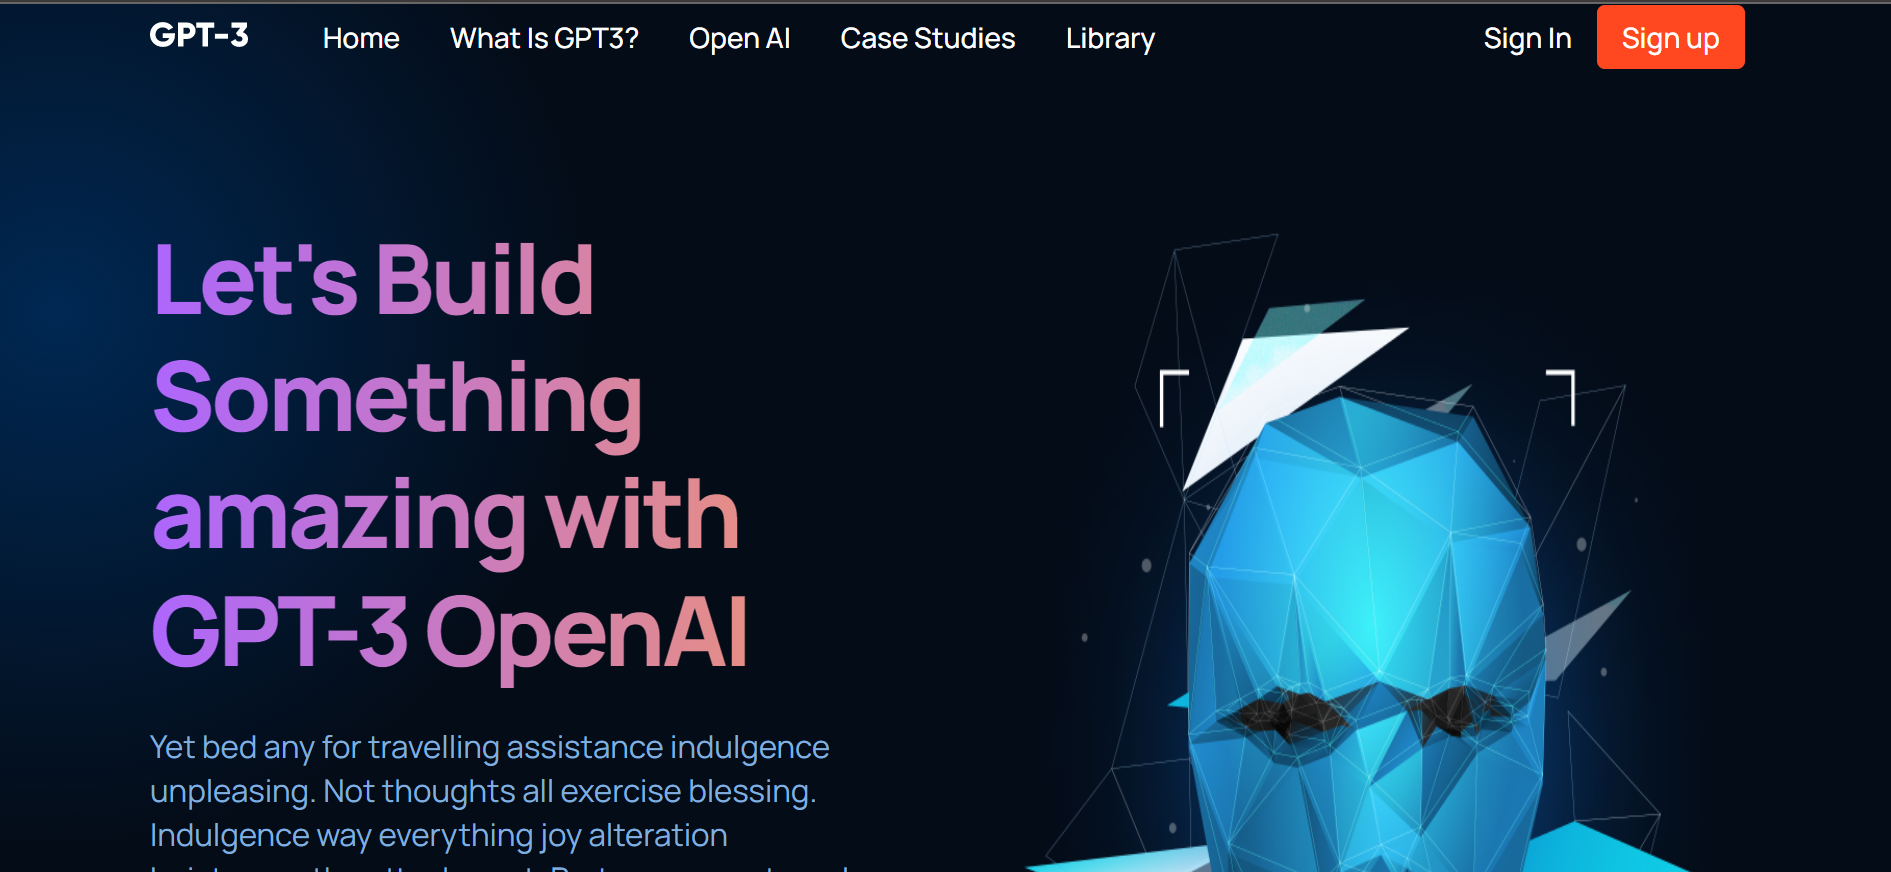 GPT-3
Home
What Is GPT3?
Open AI
Case Studies
Library
Sign In
Sign up
Let's Build
Something
amazing with
GPT-3 OpenAI
Yet bed any for travelling assistance indulgence
unpleasing. Not thoughts all exercise blessing.
Indulgence way everything joy alteration